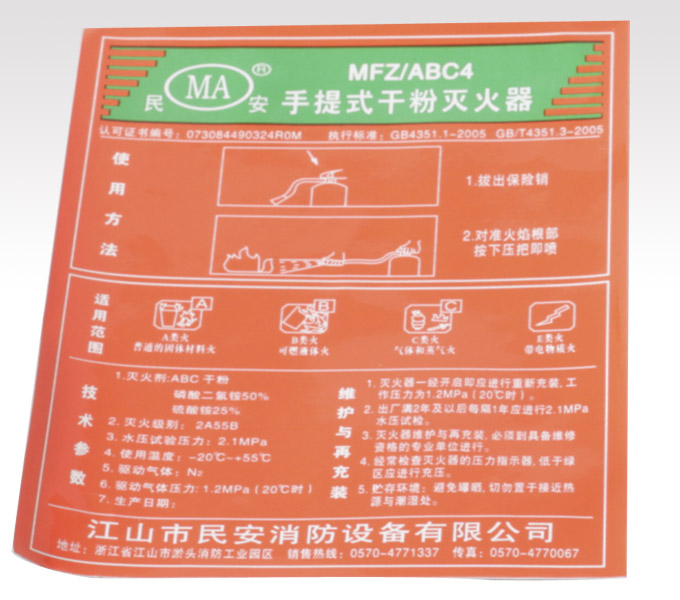 MFZ/ABC4
民 MA ® 安 手提式干粉灭火器
认可证书编号：073084490324R0M 执行标准：GB4351.1-2005 GB/T4351.3-2005
使用方法
1.拔出保险销
2.对准火焰根部
按下压把即喷
适用范围
A
A类火
普通的固体材料火
B
B类火
可燃液体火
C
C类火
气体和蒸气火
E类火
带电物质火
技术参数
1.灭火剂:ABC干粉
磷酸二氢铵50%
硫酸铵25%
2. 灭火级别： 2A55B
3. 水压试验压力：2.1MPa
4. 使用温度：-20℃~+55℃
5. 驱动气体：N₂
6. 驱动气体压力:1.2MPa（20℃时）
7. 生产日期：
维护与再充装
1. 灭火器一经开启即应进行重新充装,工
作压力为1.2MPa（20℃时）。
2. 出厂满2年及以后每隔1年应进行2.1MPa
水压试检。
3. 灭火器维护与再充装,必须到具备维修
资格的专业单位进行。
4. 经常检查灭火器的压力指示器,低于绿
区应进行充压。
5. 贮存环境：避免曝晒,切勿置于接近热
源与潮湿处。
江山市民安消防设备有限公司
地址：浙江省江山市淤头消防工业园区 销售热线：0570-4771337 传真：0570-4770067